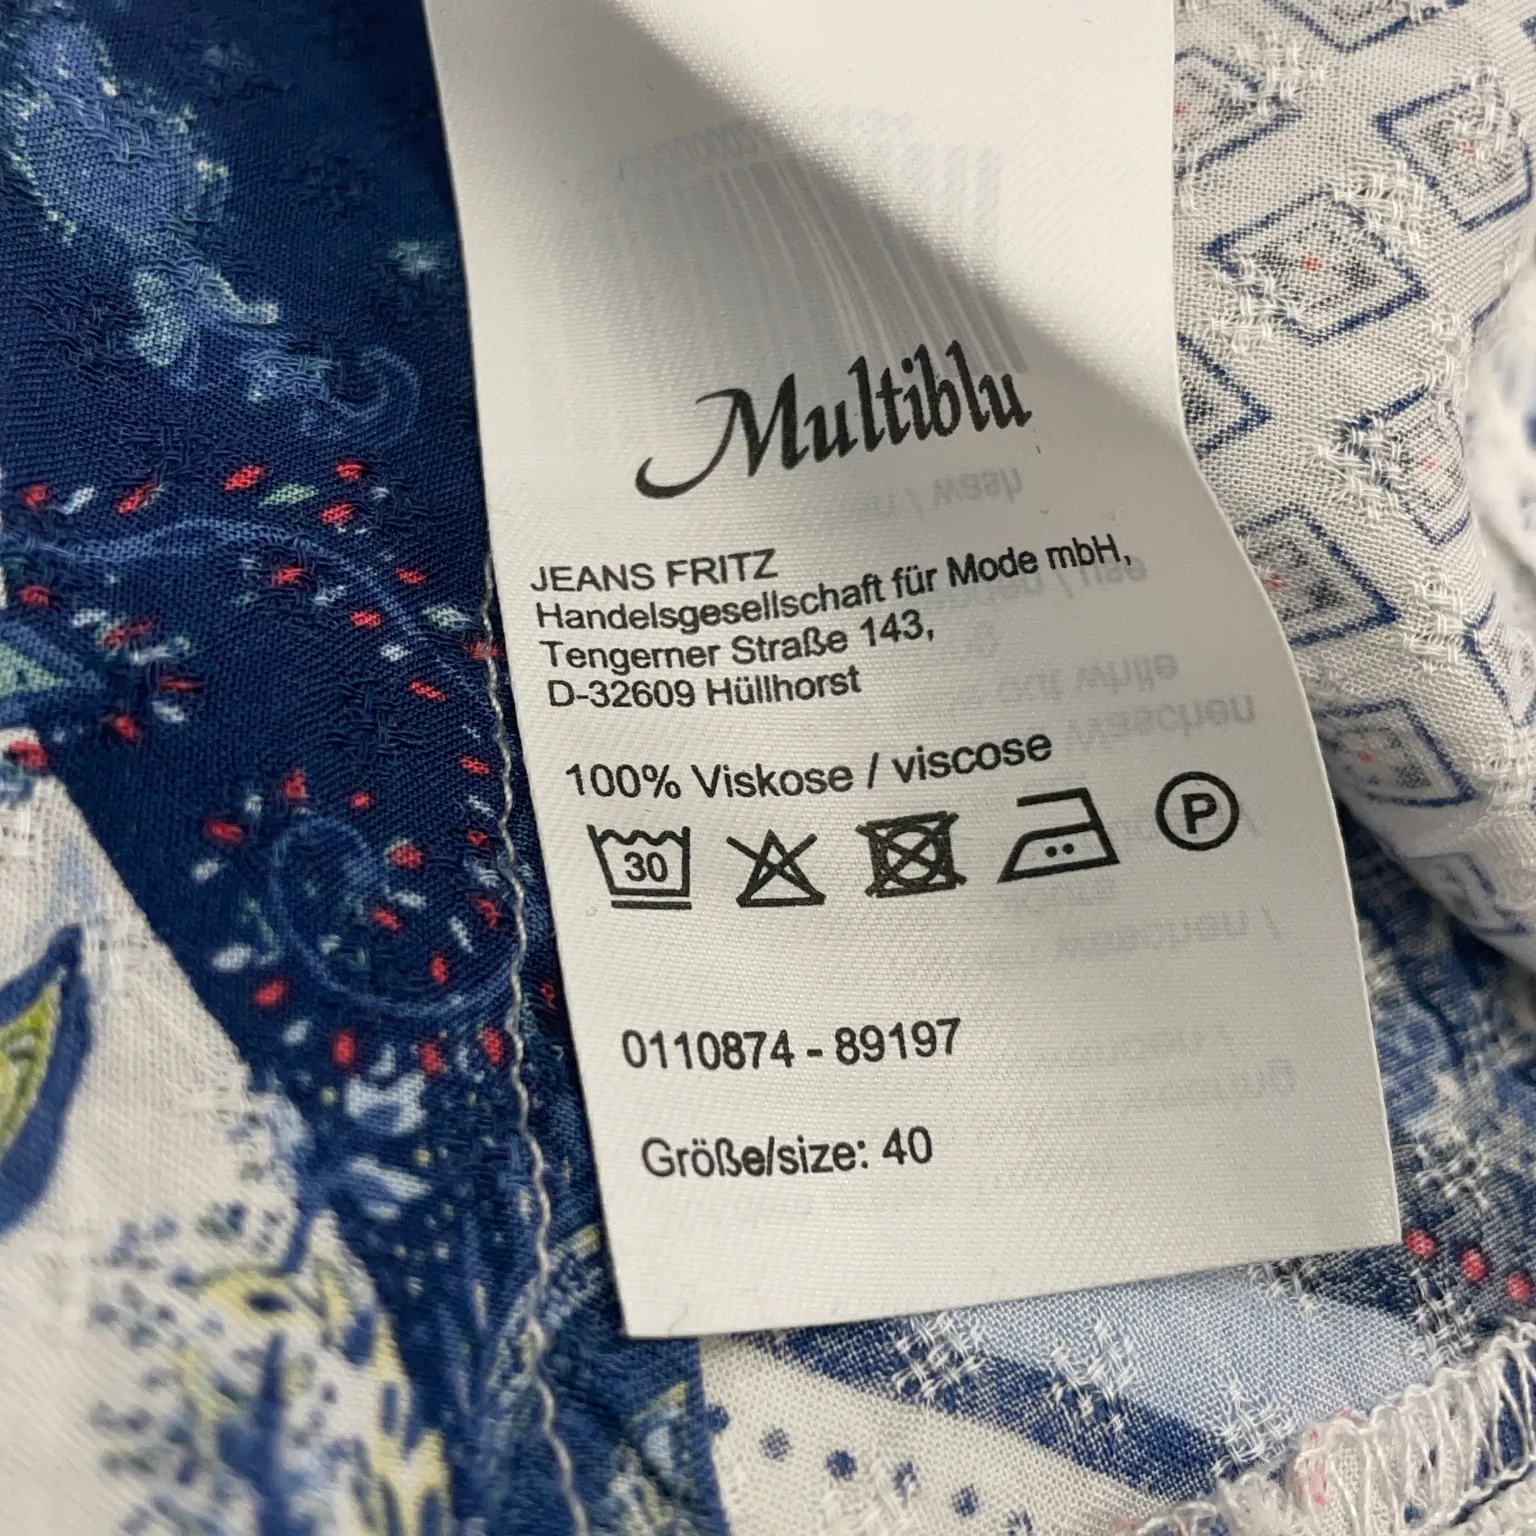 Multiblu
JEANS FRITZ
Handelsgesellschaft für Mode mbH,
Tengerner Straße 143,
D-32609 Hüllhorst
100% Viskose / viscose
30
P
0110874 - 89197
Größe/size: 40